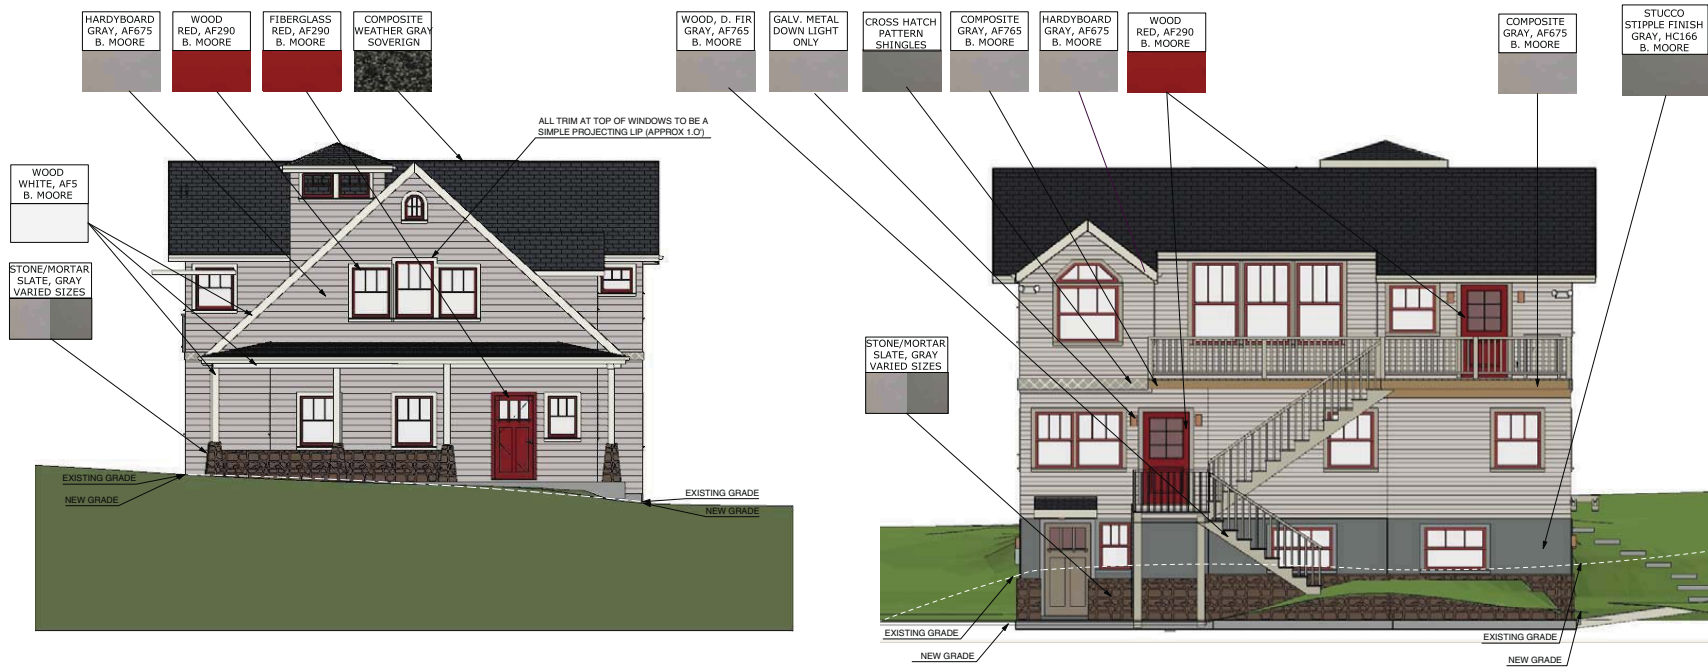 HARDYBOARD
GRAY, AF675
B. MOORE
WOOD
RED, AF290
B. MOORE
FIBERGLASS
RED, AF290
B. MOORE
COMPOSITE
WEATHER GRAY
SOVERIGN
ALL TRIM AT TOP OF WINDOWS TO BE A
SIMPLE PROJECTING LIP (APPROX 1.0')
WOOD
WHITE, AF5
B. MOORE
STONE/MORTAR
SLATE, GRAY
VARIED SIZES
EXISTING GRADE
NEW GRADE
EXISTING GRADE
NEW GRADE
WOOD, D. FIR
GRAY, AF765
B. MOORE
GALV. METAL
DOWN LIGHT
ONLY
CROSS HATCH
PATTERN
SHINGLES
COMPOSITE
GRAY, AF765
B. MOORE
HARDYBOARD
GRAY, AF675
B. MOORE
WOOD
RED, AF290
B. MOORE
COMPOSITE
GRAY, AF675
B. MOORE
STUCCO
STIPPLE FINISH
GRAY, HC166
B. MOORE
STONE/MORTAR
SLATE, GRAY
VARIED SIZES
EXISTING GRADE
NEW GRADE
EXISTING GRADE
NEW GRADE